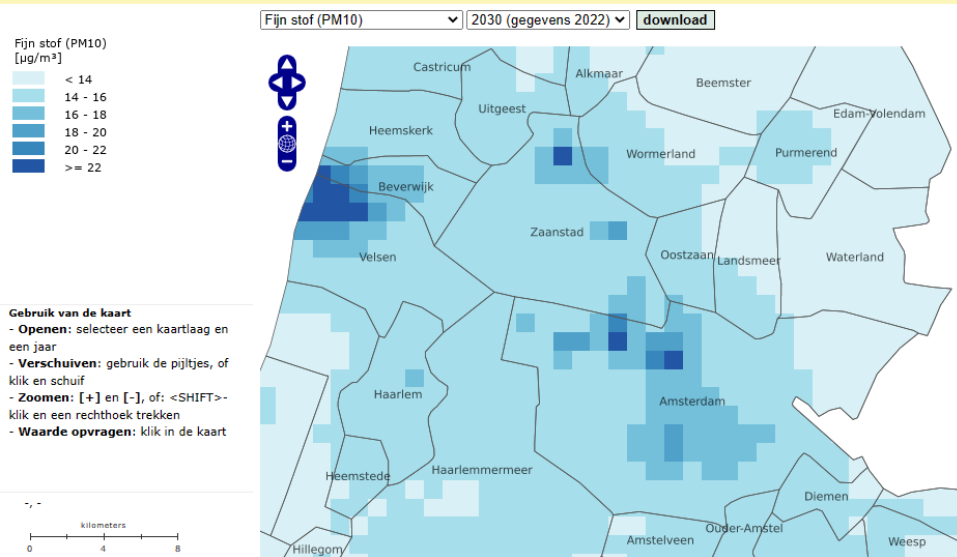 Fijn stof (PM10)
2030 (gegevens 2022)
download
Fijn stof (PM10)
[µg/m³]
< 14
14 - 16
16 - 18
18 - 20
20 - 22
>= 22
Gebruik van de kaart
- Openen: selecteer een kaartlaag en
een jaar
- Verschuiven: gebruik de pijltjes, of
klik en schuif
- Zoomen: [+] en [-], of: <SHIFT>-
klik en een rechthoek trekken
- Waarde opvragen: klik in de kaart
-, -
kilometers
0 4 8
Castricum
Alkmaar
Beemster
Uitgeest
Edam-Volendam
Heemskerk
Wormerland
Purmerend
Beverwijk
Zaanstad
Velsen
Oostzaan
Landsmeer
Waterland
Haarlem
Amsterdam
Heemstede
Haarlemmermeer
Diemen
Ouder-Amstel
Amstelveen
Weesp
Hillegom